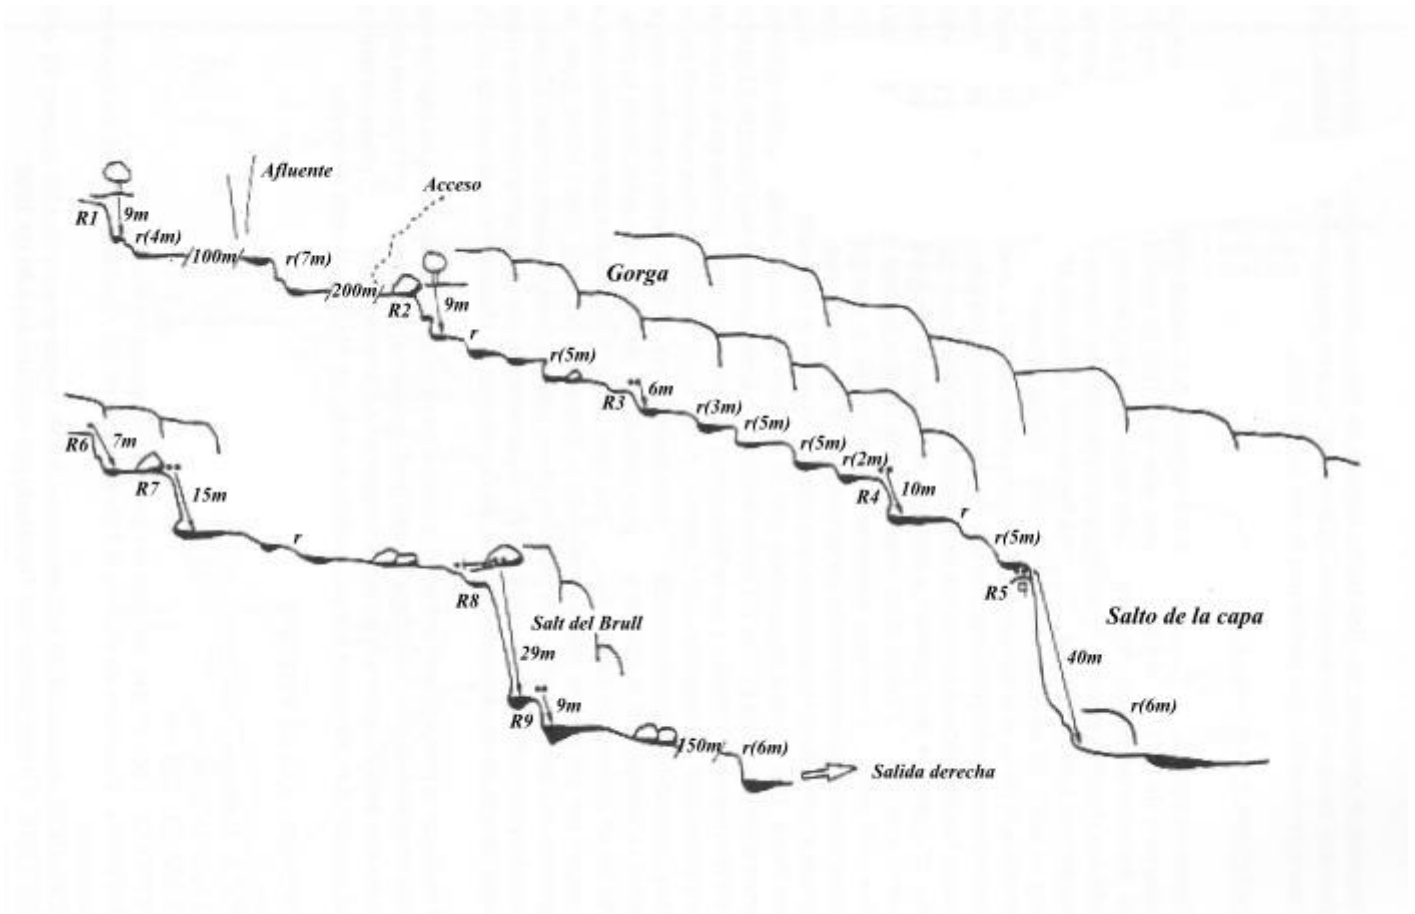 Afluente
Acceso
R1
9m
r(4m)
100m
r(7m)
200m
R2
9m
Gorga
r
r(5m)
R3
6m
r(3m)
r(5m)
r(5m)
r(2m)
R4
10m
r
r(5m)
R5
Salto de la capa
40m
r(6m)
R6
7m
R7
15m
r
R8
Salt del Brull
29m
R9
9m
150m
r(6m)
Salida derecha